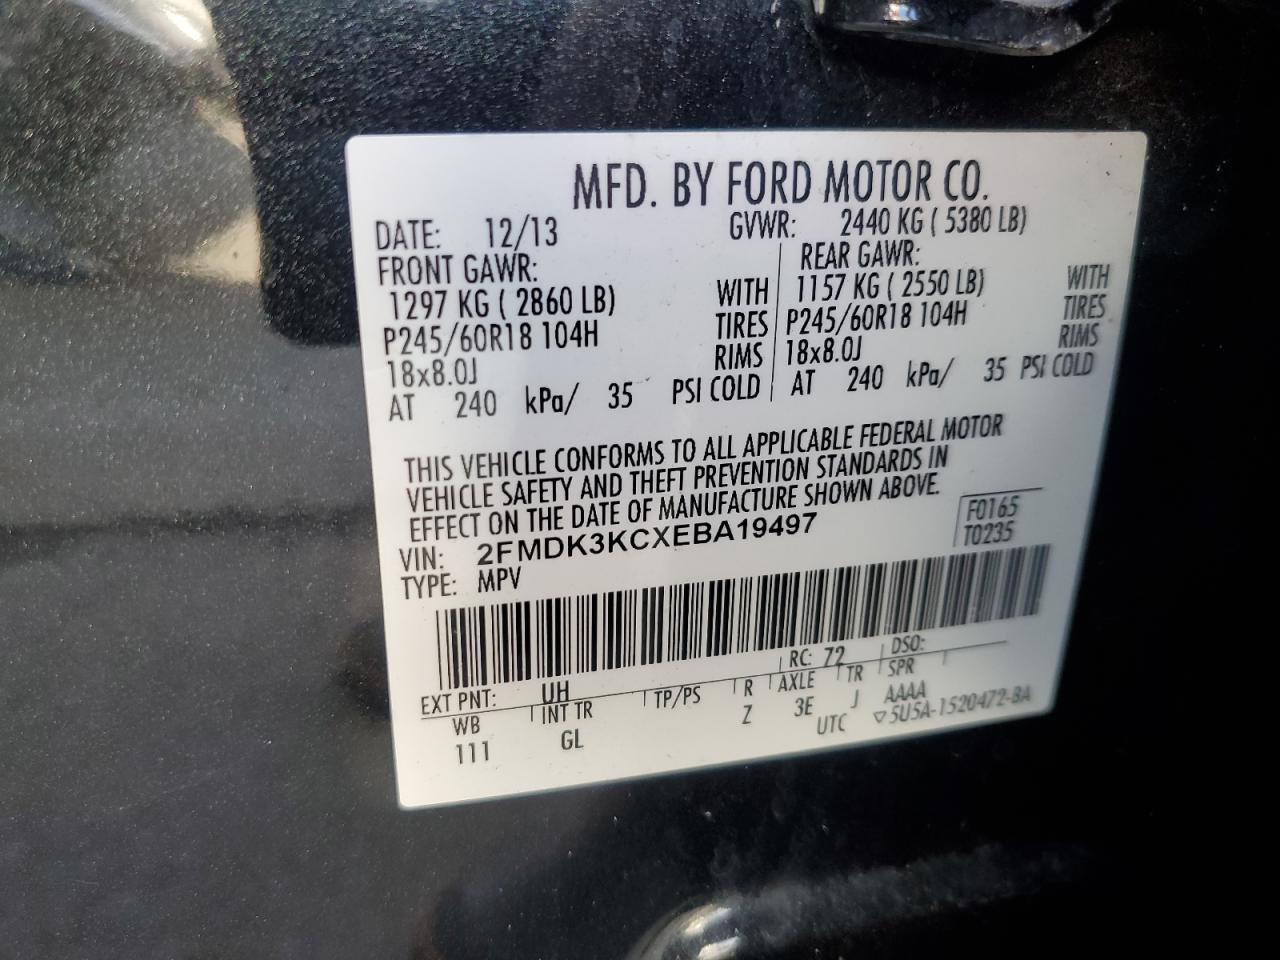 MFD. BY FORD MOTOR CO.
DATE: 12/13 GVWR: 2440 KG ( 5380 LB)
FRONT GAWR: REAR GAWR:
1297 KG ( 2860 LB) WITH 1157 KG ( 2550 LB) WITH
P245/60R18 104H TIRES P245/60R18 104H TIRES
18x8.0J RIMS 18x8.0J RIMS
AT 240 kPa/ 35 PSI COLD AT 240 kPa/ 35 PSI COLD
THIS VEHICLE CONFORMS TO ALL APPLICABLE FEDERAL MOTOR
VEHICLE SAFETY AND THEFT PREVENTION STANDARDS IN
EFFECT ON THE DATE OF MANUFACTURE SHOWN ABOVE.
F0165
VIN: 2FMDK3KCXEBA19497 T0235
TYPE: MPV
EXT PNT: UH RC: 72 DSO:
WB INT TR TP/PS R AXLE TR SPR
111 GL Z 3E J AAAA
UTC ▽5U5A-1520472-BA